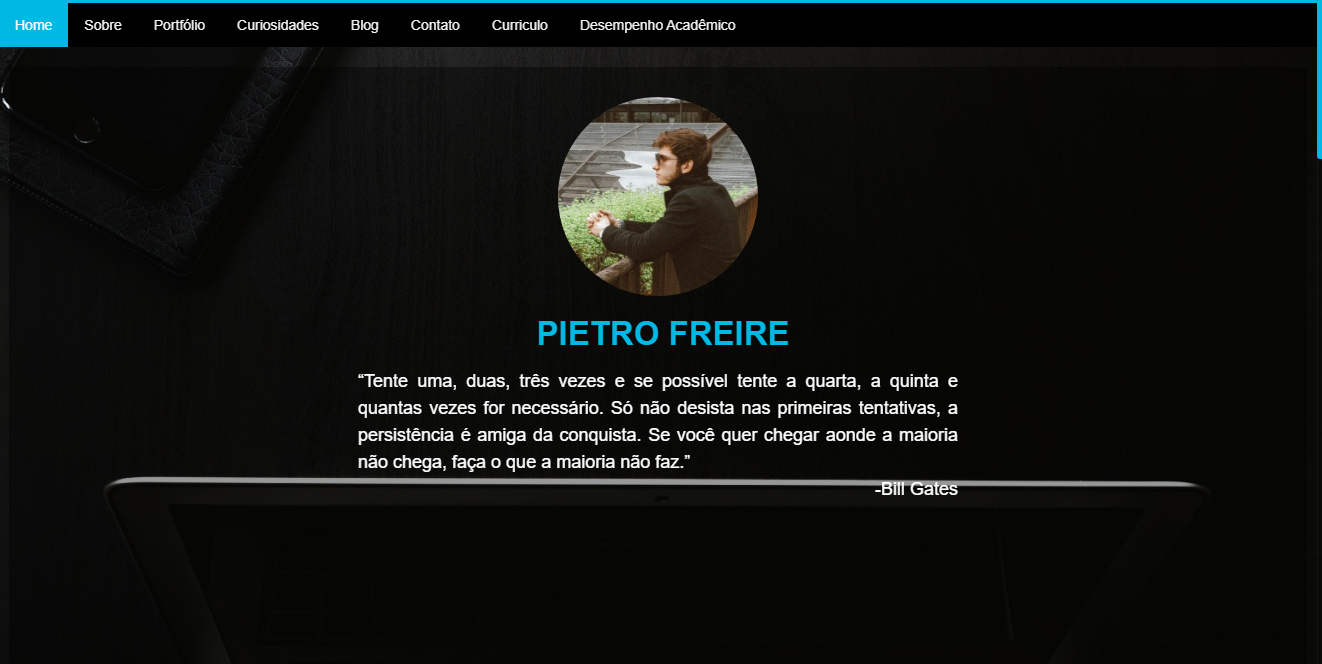 Home Sobre Portfólio Curiosidades Blog Contato Curriculo Desempenho Acadêmico
PIETRO FREIRE
“Tente uma, duas, três vezes e se possível tente a quarta, a quinta e
quantas vezes for necessário. Só não desista nas primeiras tentativas, a
persistência é amiga da conquista. Se você quer chegar aonde a maioria
não chega, faça o que a maioria não faz.”
-Bill Gates